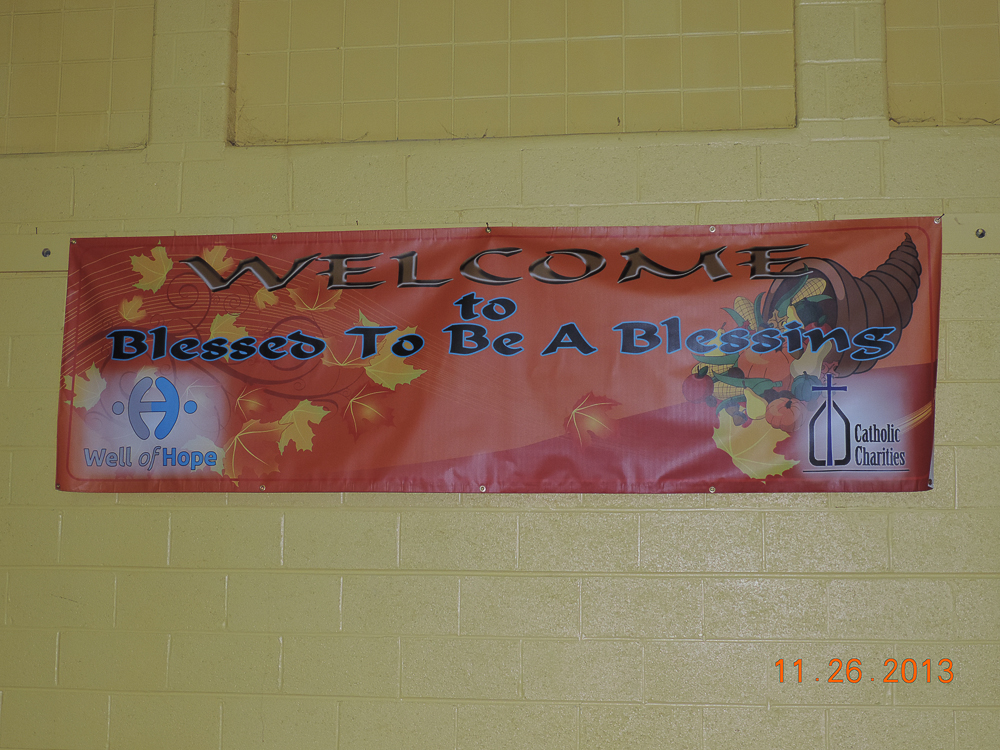 WELCOME
to
Blessed To Be A Blessing
Well of Hope
Catholic
Charities
11.26.2013